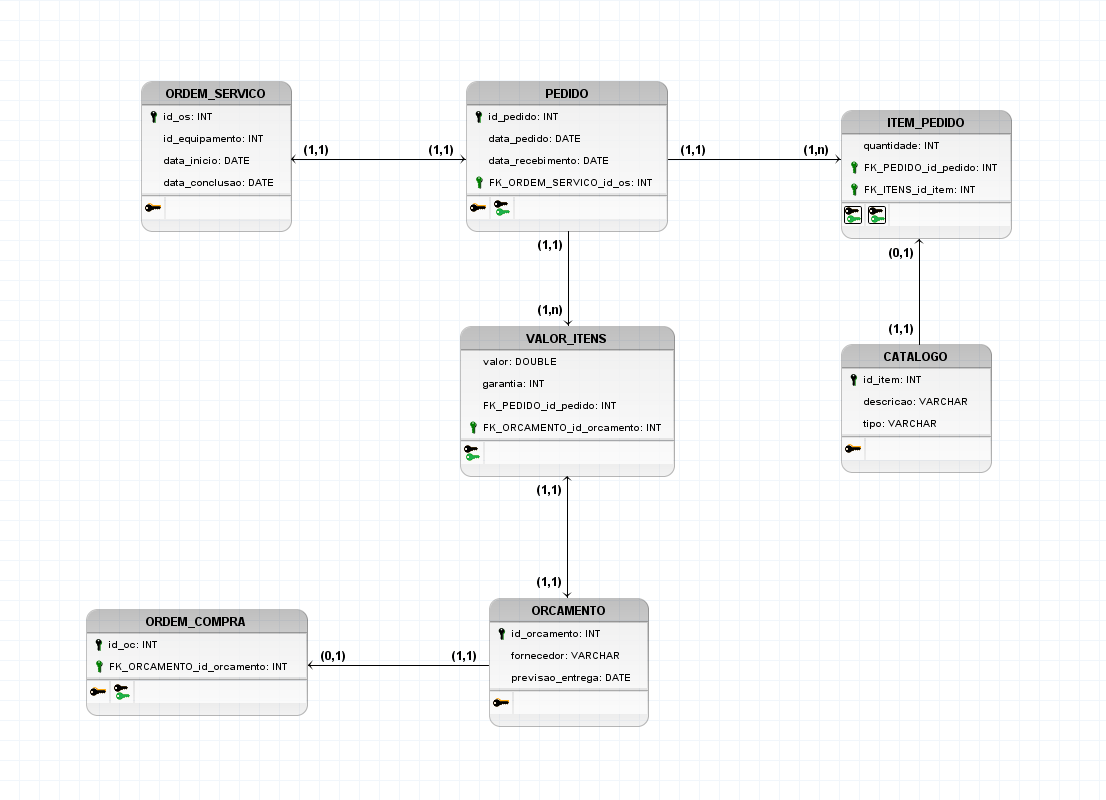 ORDEM_SERVICO
id_os: INT
id_equipamento: INT
data_inicio: DATE
data_conclusao: DATE
(1,1)
(1,1)
PEDIDO
id_pedido: INT
data_pedido: DATE
data_recebimento: DATE
FK_ORDEM_SERVICO_id_os: INT
(1,1)
(1,n)
ITEM_PEDIDO
quantidade: INT
FK_PEDIDO_id_pedido: INT
FK_ITENS_id_item: INT
(1,1)
(1,n)
(0,1)
(1,1)
VALOR_ITENS
valor: DOUBLE
garantia: INT
FK_PEDIDO_id_pedido: INT
FK_ORCAMENTO_id_orcamento: INT
CATALOGO
id_item: INT
descricao: VARCHAR
tipo: VARCHAR
(1,1)
(1,1)
ORDEM_COMPRA
id_oc: INT
FK_ORCAMENTO_id_orcamento: INT
(0,1)
(1,1)
ORCAMENTO
id_orcamento: INT
fornecedor: VARCHAR
previsao_entrega: DATE